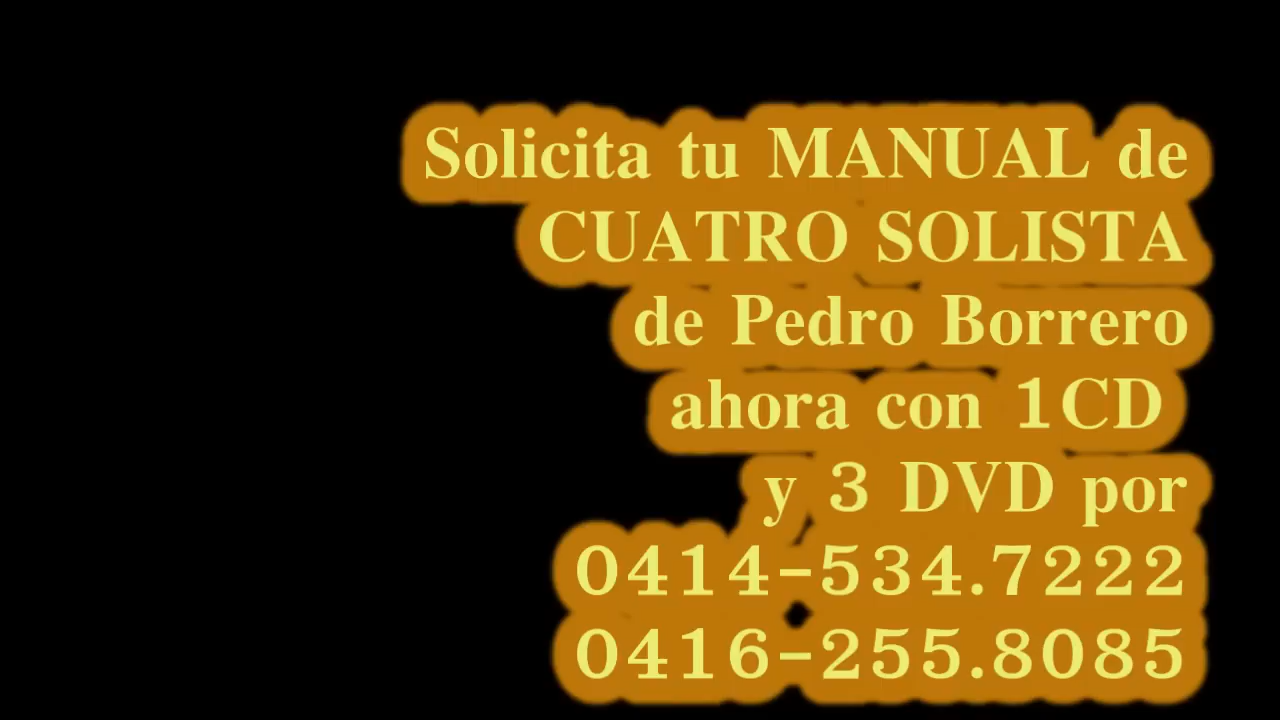 Solicita tu MANUAL de
CUATRO SOLISTA
de Pedro Borrero
ahora con 1CD
y 3 DVD por
0414-534.7222
0416-255.8085